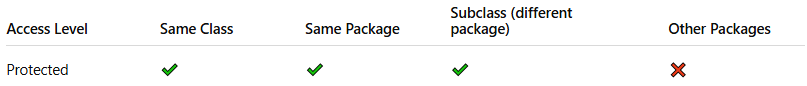 Access Level Same Class Same Package Subclass (different package) Other Packages
Protected ✔ ✔ ✔ ❌